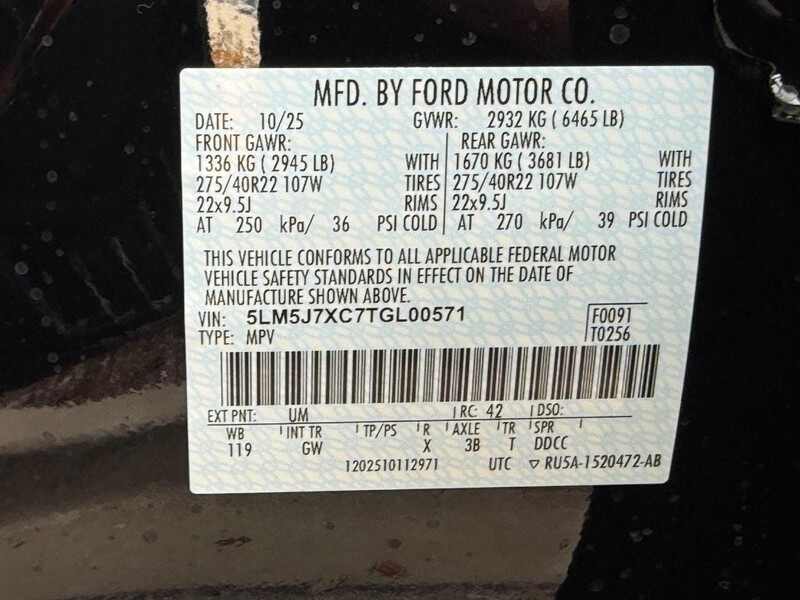 MFD. BY FORD MOTOR CO.
DATE: 10/25 GVWR: 2932 KG ( 6465 LB)
FRONT GAWR: REAR GAWR:
1336 KG ( 2945 LB) WITH 1670 KG ( 3681 LB) WITH
275/40R22 107W TIRES 275/40R22 107W TIRES
22x9.5J RIMS 22x9.5J RIMS
AT 250 kPa/ 36 PSI COLD AT 270 kPa/ 39 PSI COLD
THIS VEHICLE CONFORMS TO ALL APPLICABLE FEDERAL MOTOR
VEHICLE SAFETY STANDARDS IN EFFECT ON THE DATE OF
MANUFACTURE SHOWN ABOVE.
VIN: 5LM5J7XC7TGL00571 F0091
TYPE: MPV T0256
EXT PNT: UM RC: 42 DSO:
WB INT TR TP/PS R AXLE TR SPR
119 GW X 3B T DDCC
1202510112971 UTC ▽ RU5A-1520472-AB